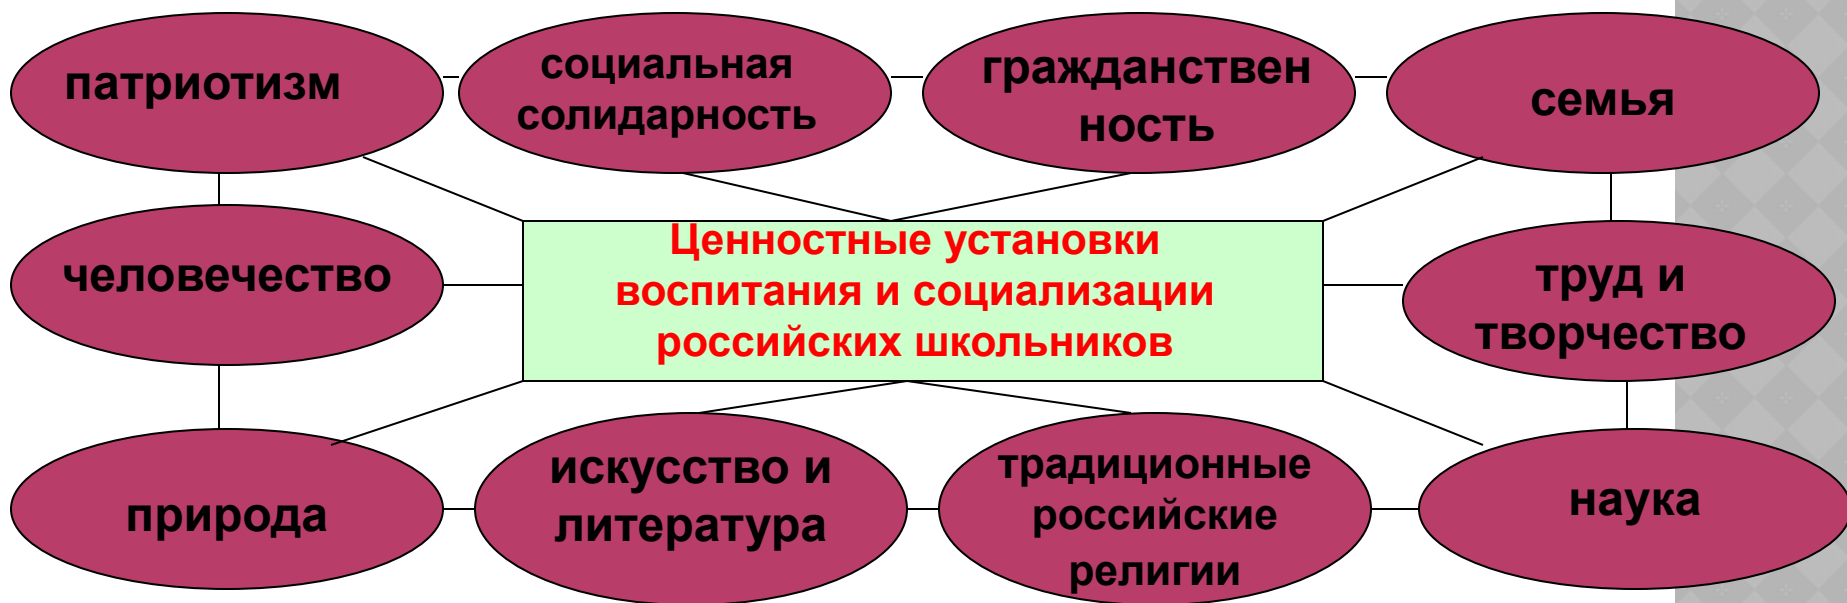 патриотизм
социальная
солидарность
гражданствен
ность
семья
человечество
Ценностные установки
воспитания и социализации
российских школьников
труд и
творчество
природа
искусство и
литература
традиционные
российские
религии
наука